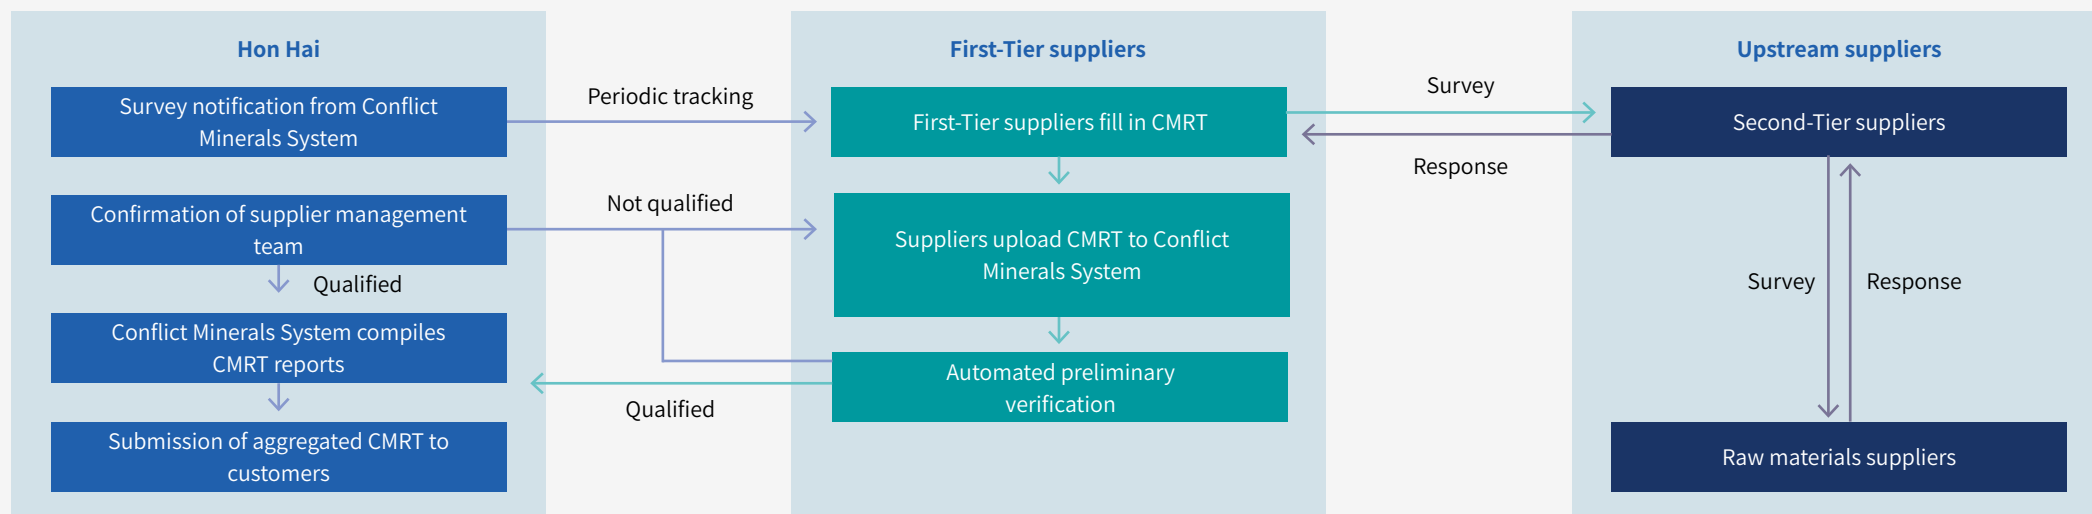 Hon Hai
Survey notification from Conflict
Minerals System
Confirmation of supplier management
team
Qualified
Conflict Minerals System compiles
CMRT reports
Submission of aggregated CMRT to
customers
Periodic tracking
Not qualified
Qualified
First-Tier suppliers
First-Tier suppliers fill in CMRT
Suppliers upload CMRT to Conflict
Minerals System
Automated preliminary
verification
Survey
Response
Upstream suppliers
Second-Tier suppliers
Survey
Response
Raw materials suppliers